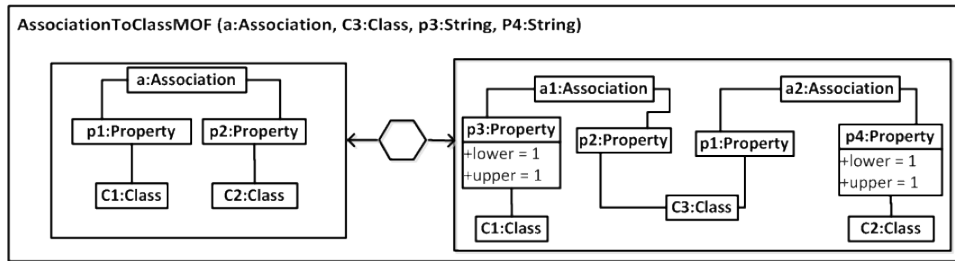 AssociationToClassMOF (a:Association, C3:Class, p3:String, P4:String)
a:Association
p1:Property
p2:Property
C1:Class
C2:Class
a1:Association
a2:Association
p3:Property
+lower = 1
+upper = 1
p2:Property
p1:Property
p4:Property
+lower = 1
+upper = 1
C3:Class
C1:Class
C2:Class